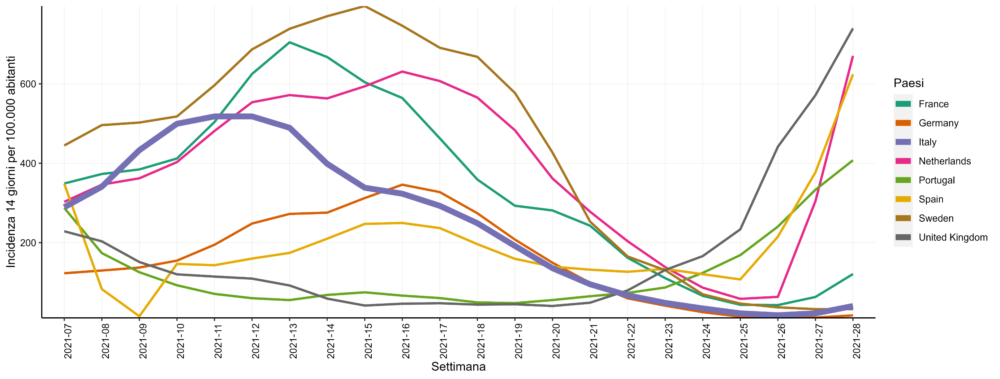 Incidenza 14 giorni per 100.000 abitanti
600
400
200
2021-07
2021-08
2021-09
2021-10
2021-11
2021-12
2021-13
2021-14
2021-15
2021-16
2021-17
2021-18
2021-19
2021-20
2021-21
2021-22
2021-23
2021-24
2021-25
2021-26
2021-27
2021-28
Settimana
Paesi
France
Germany
Italy
Netherlands
Portugal
Spain
Sweden
United Kingdom